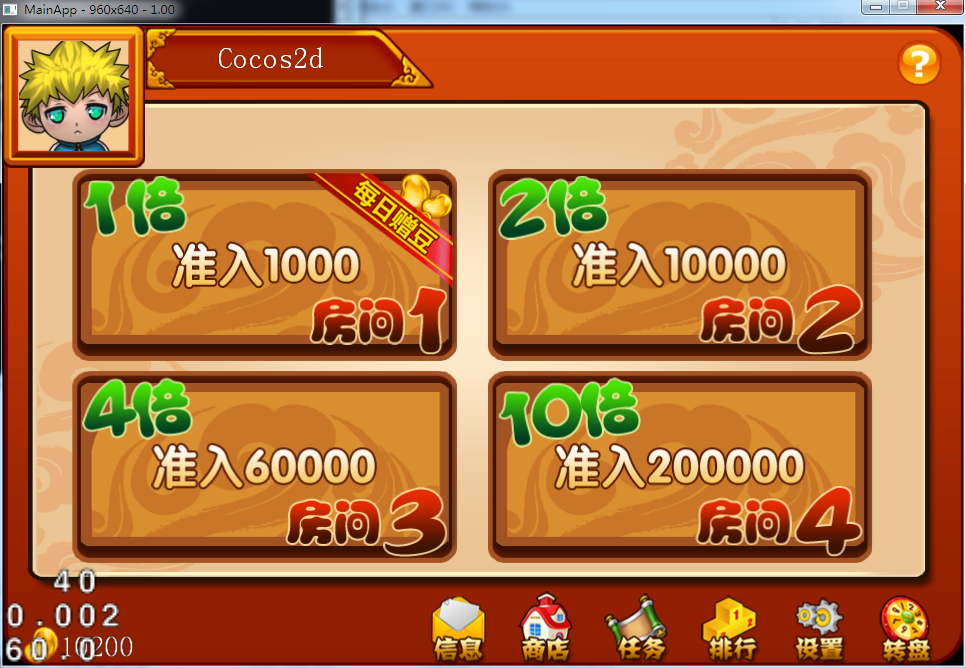 MainApp - 960x640 - 1.00
Cocos2d
?
1倍
每日赠豆
准入1000
房间1
2倍
准入10000
房间2
4倍
准入60000
房间3
10倍
准入200000
房间4
40
0.002
60.0
10200
信息
商店
任务
排行
设置
转盘